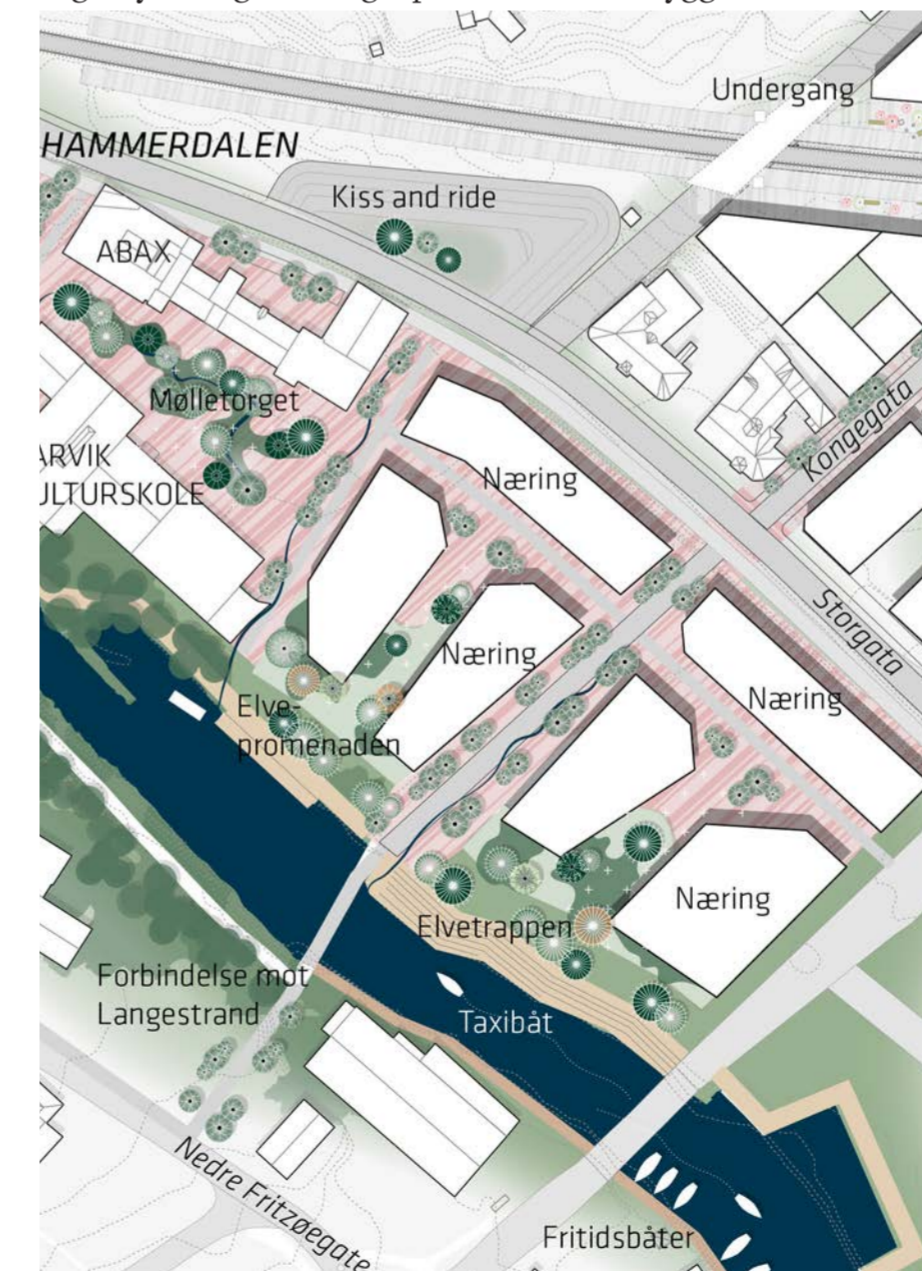 Undergang
HAMMERDALEN
Kiss and ride
ABAX
Mølletorget
Kongegata
ARVIK
ULTURSKOLE
Næring
Storgata
Næring
Næring
Elve-
promenaden
Næring
Elvetrappen
Forbindelse mot
Langestrand
Taxibåt
Nedre Fritzøegate
Fritidsbåter